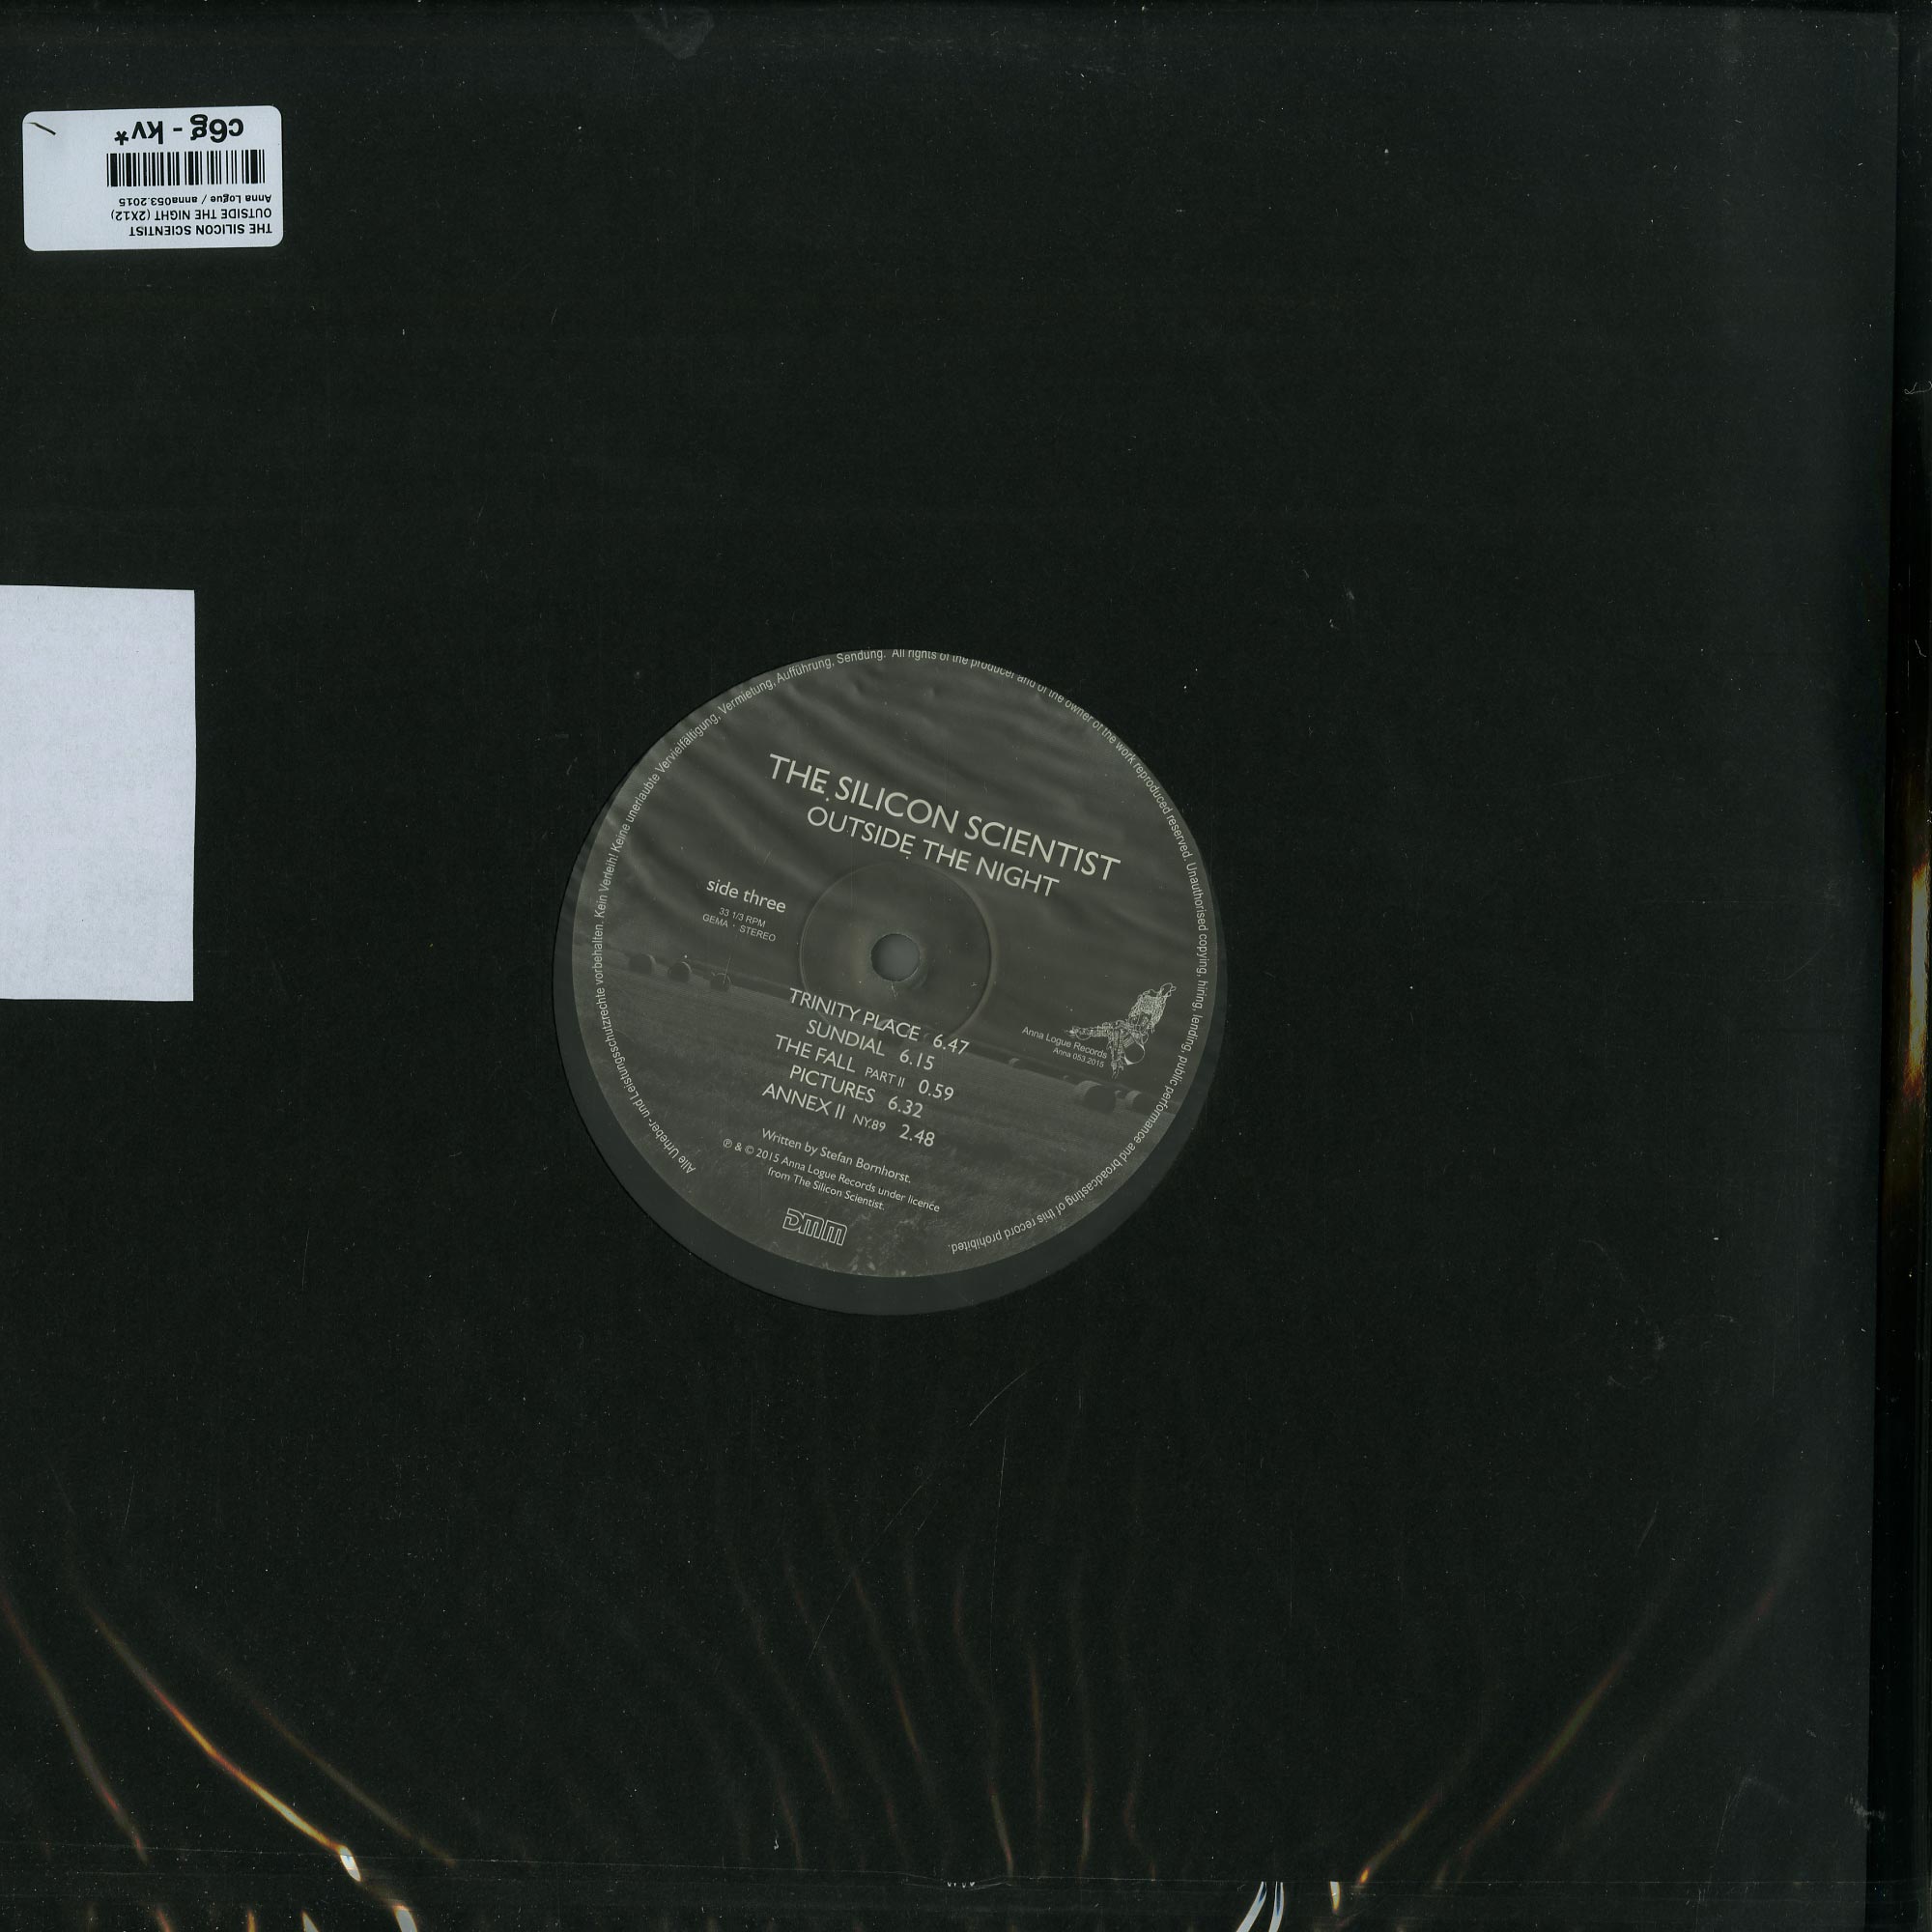 THE SILICON SCIENTIST
OUTSIDE THE NIGHT (2X12)
Anna Logue / anna053.2015
c6g - kv*
THE SILICON SCIENTIST
OUTSIDE THE NIGHT
side three
33 1/3 RPM
GEMA · STEREO
TRINITY PLACE 6.47
SUNDIAL 6.15
THE FALL PART II 0.59
PICTURES 6.32
ANNEX II NY.89 2.48
Anna Logue Records
Anna 053.2015
Written by Stefan Bornhorst.
℗ & © 2015 Anna Logue Records under licence
from The Silicon Scientist.
DMM
Alle Urheber- und Leistungsschutzrechte vorbehalten. Kein Verleih! Keine unerlaubte Vervielfältigung, Vermietung, Aufführung, Sendung. All rights of the producer and of the owner of the work reproduced reserved. Unauthorised copying, hiring, lending, public performance and broadcasting of this record prohibited.